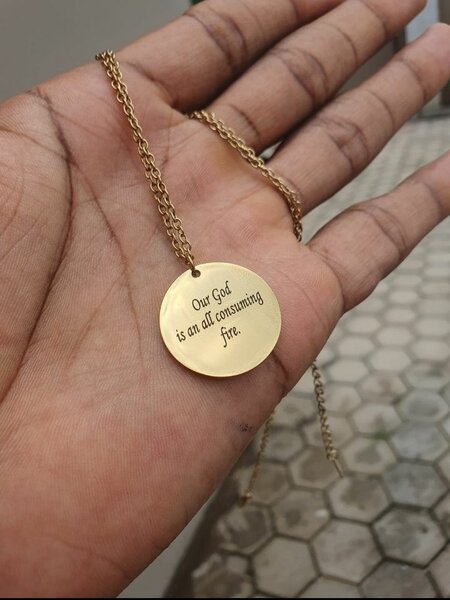 Our God
is an all consuming
fire.